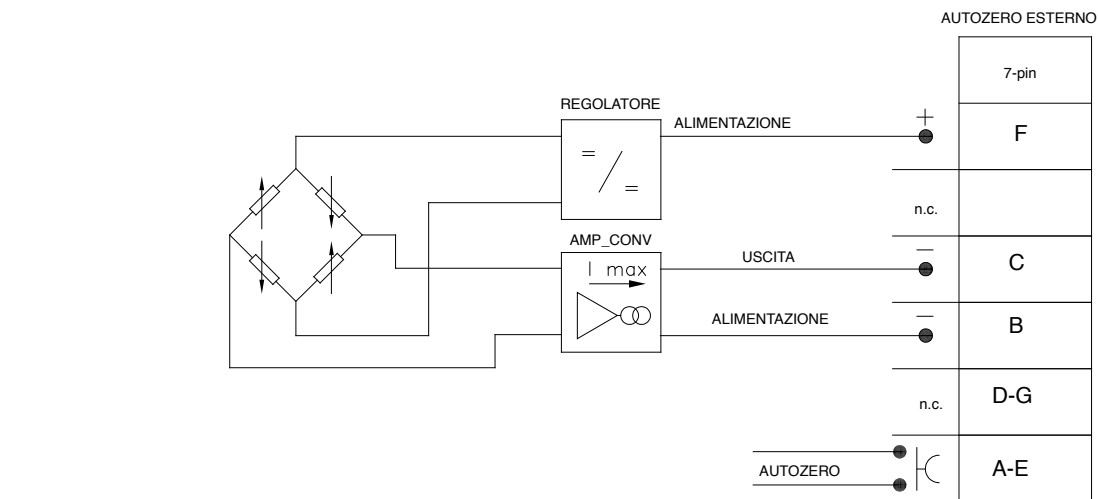 AUTOZERO ESTERNO
7-pin
REGOLATORE
ALIMENTAZIONE
+
F
=
/
=
n.c.
AMP_CONV
I max
USCITA
–
C
ALIMENTAZIONE
–
B
n.c.
D-G
AUTOZERO
A-E